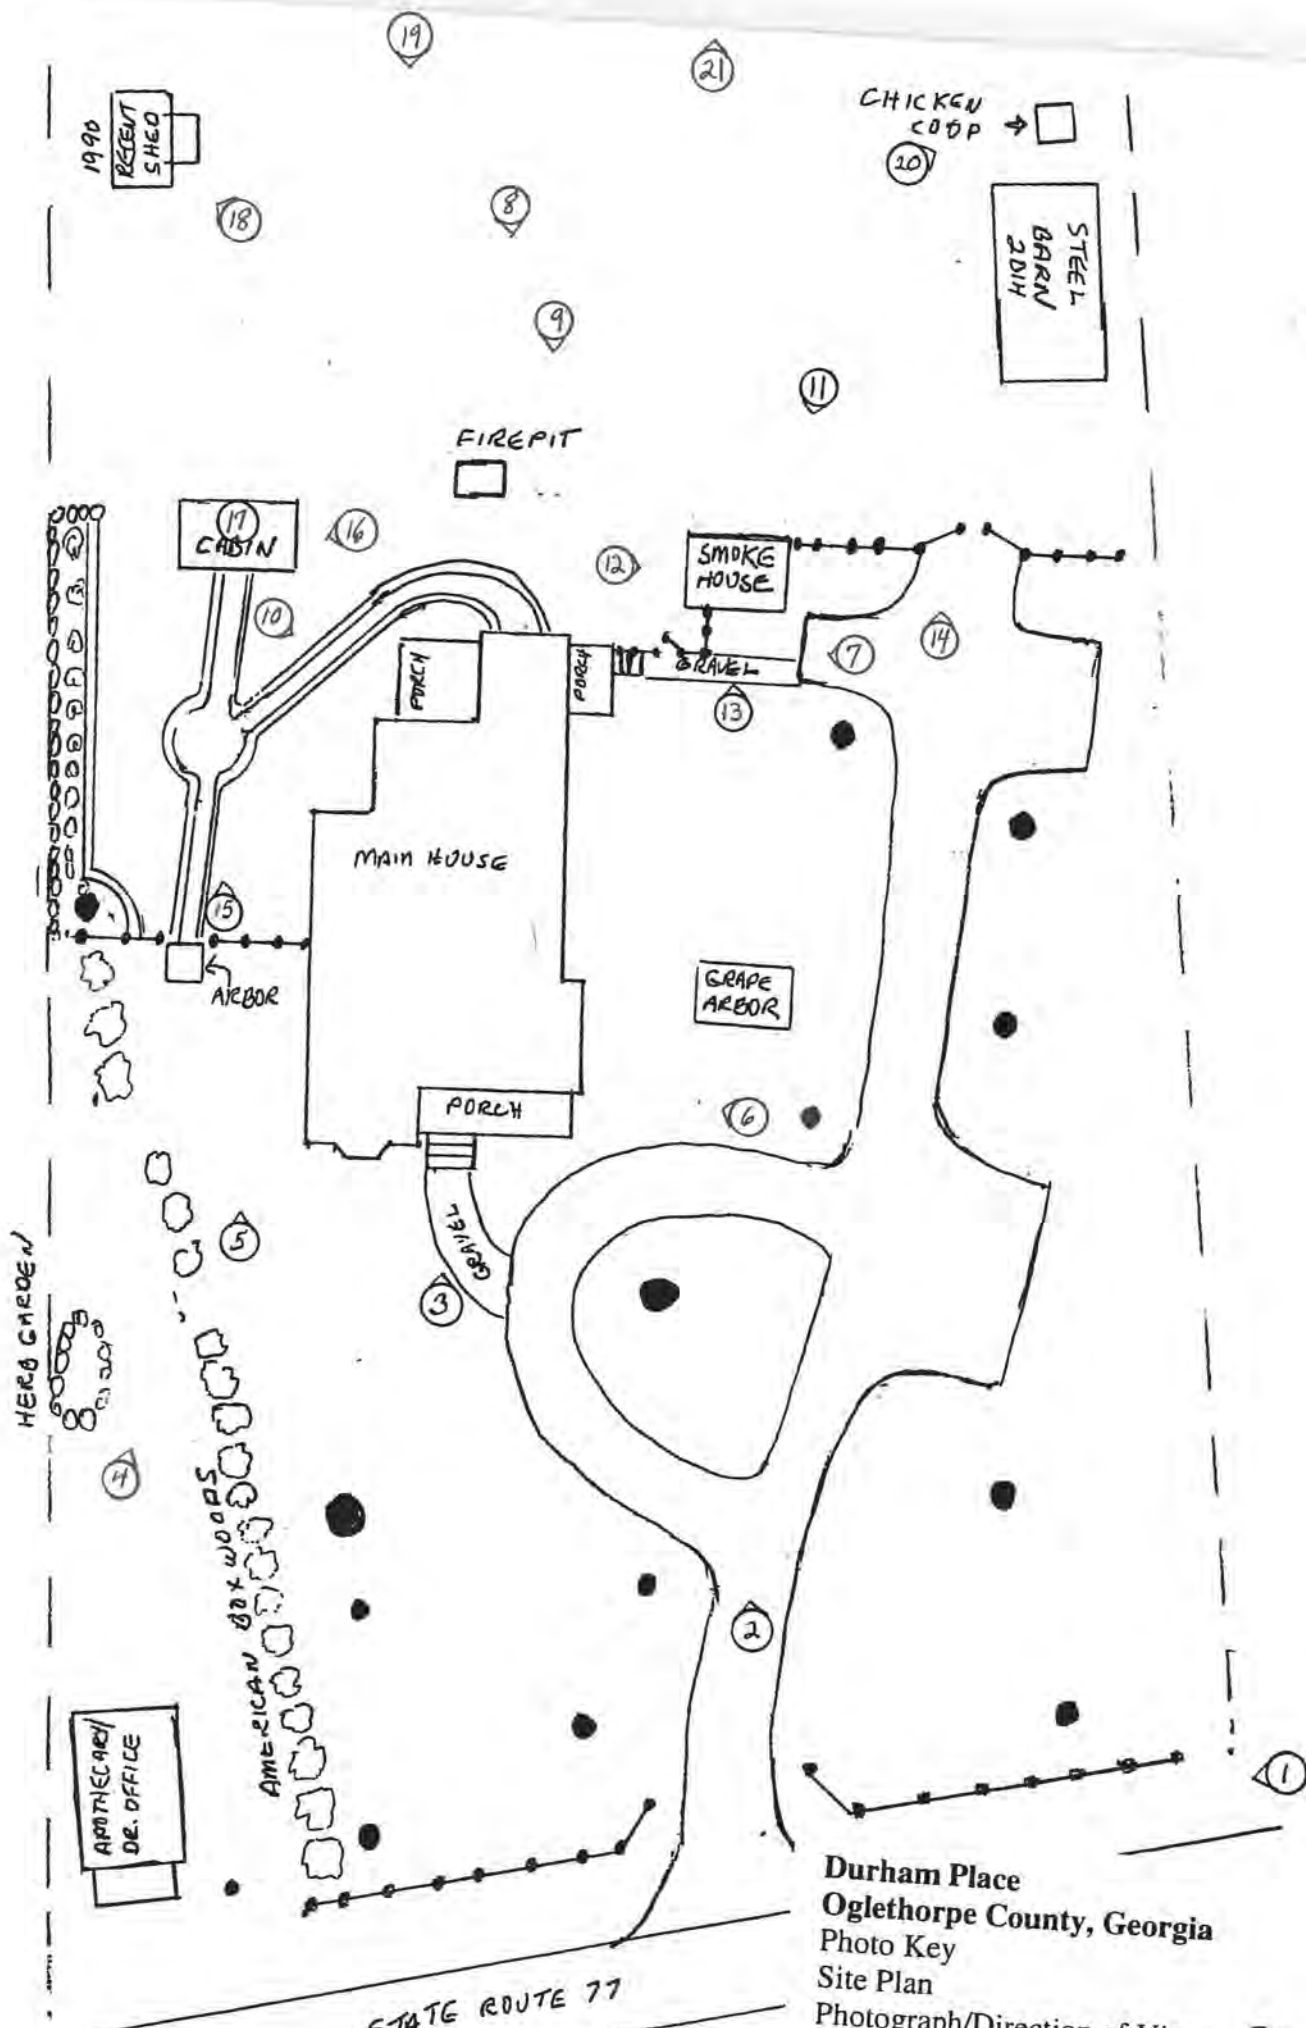 19
21
CHICKEN
COOP
1990
RECENT
SHED
20
18
8
STEEL
BARN
2014
9
11
FIREPIT
17
CABIN
16
12
SMOKE
HOUSE
10
14
7
PORCH
PORCH
GRAVEL
13
MAIN HOUSE
15
ARBOR
GRAPE
ARBOR
PORCH
6
5
GRAVEL
3
HERB GARDEN
4
AMERICAN BOXWOODS
2
APOTHECARY/
DR. OFFICE
1
Durham Place
Oglethorpe County, Georgia
Photo Key
Site Plan
STATE ROUTE 77
Photograph/Direction of